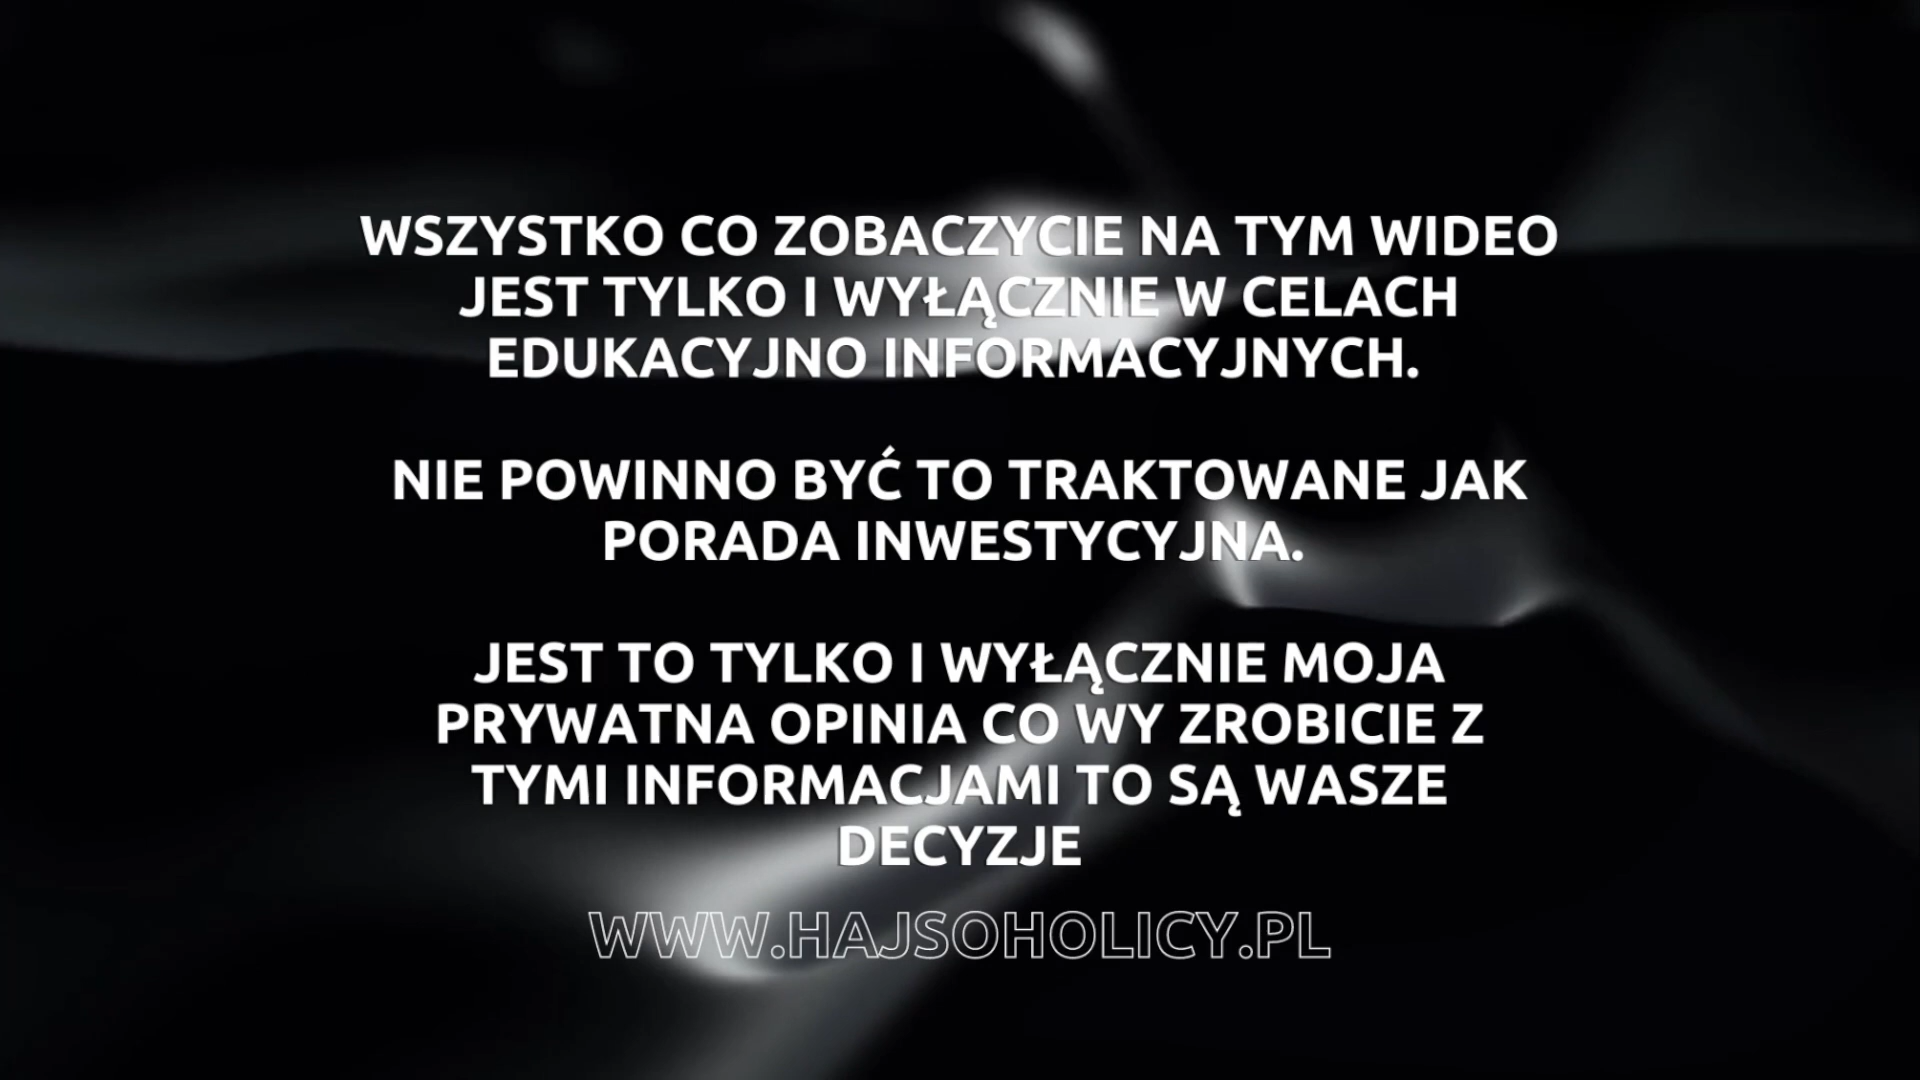 WSZYSTKO CO ZOBACZYCIE NA TYM WIDEO
JEST TYLKO I WYŁĄCZNIE W CELACH
EDUKACYJNO INFORMACYJNYCH.
NIE POWINNO BYĆ TO TRAKTOWANE JAK
PORADA INWESTYCYJNA.
JEST TO TYLKO I WYŁĄCZNIE MOJA
PRYWATNA OPINIA CO WY ZROBICIE Z
TYMI INFORMACJAMI TO SĄ WASZE
DECYZJE
WWW.HAJSOHOLICY.PL